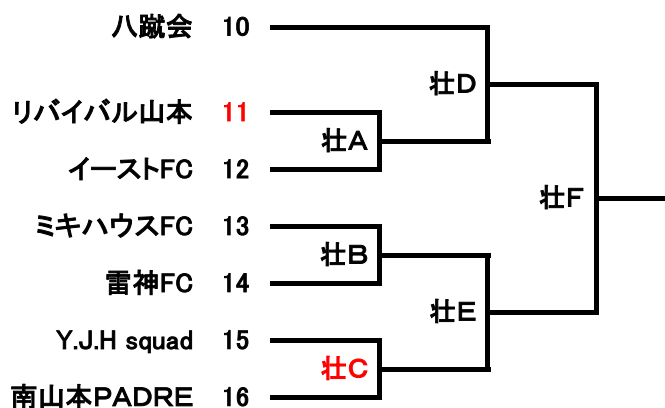 八蹴会 10
壮D
リバイバル山本 11
壮A
イーストFC 12
壮F
ミキハウスFC 13
壮B
雷神FC 14
壮E
Y.J.H squad 15
壮C
南山本PADRE 16